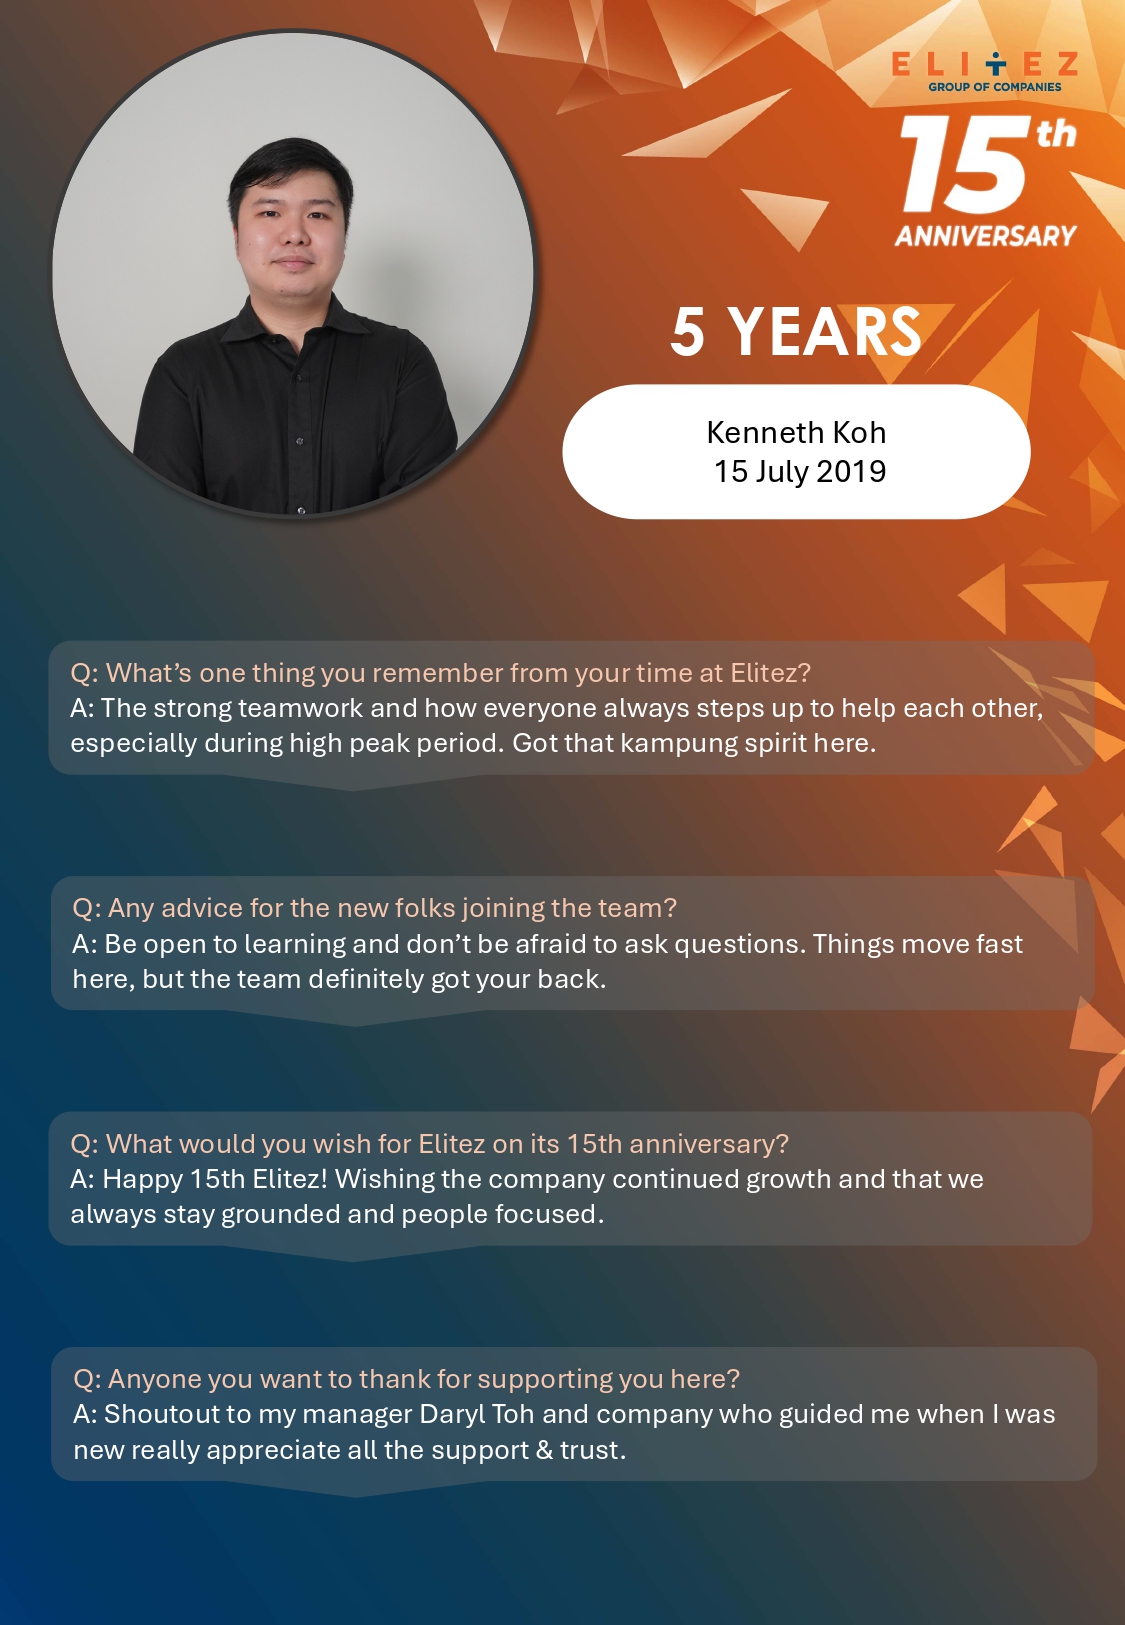 ELITEZ
GROUP OF COMPANIES
15th
ANNIVERSARY
5 YEARS
Kenneth Koh
15 July 2019
Q: What’s one thing you remember from your time at Elitez?
A: The strong teamwork and how everyone always steps up to help each other,
especially during high peak period. Got that kampung spirit here.
Q: Any advice for the new folks joining the team?
A: Be open to learning and don’t be afraid to ask questions. Things move fast
here, but the team definitely got your back.
Q: What would you wish for Elitez on its 15th anniversary?
A: Happy 15th Elitez! Wishing the company continued growth and that we
always stay grounded and people focused.
Q: Anyone you want to thank for supporting you here?
A: Shoutout to my manager Daryl Toh and company who guided me when I was
new really appreciate all the support & trust.